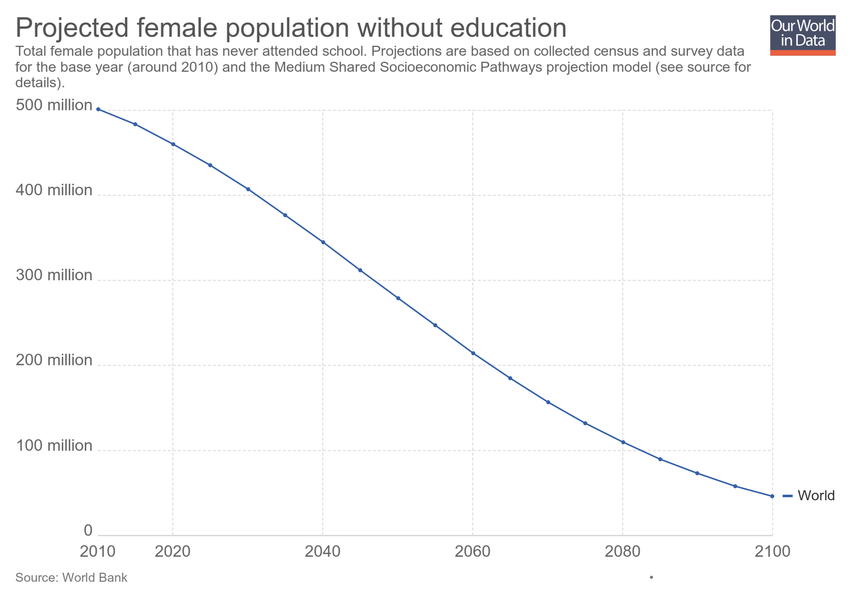 Projected female population without education
Our World
in Data
Total female population that has never attended school. Projections are based on collected census and survey data
for the base year (around 2010) and the Medium Shared Socioeconomic Pathways projection model (see source for
details).
500 million
400 million
300 million
200 million
100 million
0
World
2010 2020 2040 2060 2080 2100
Source: World Bank